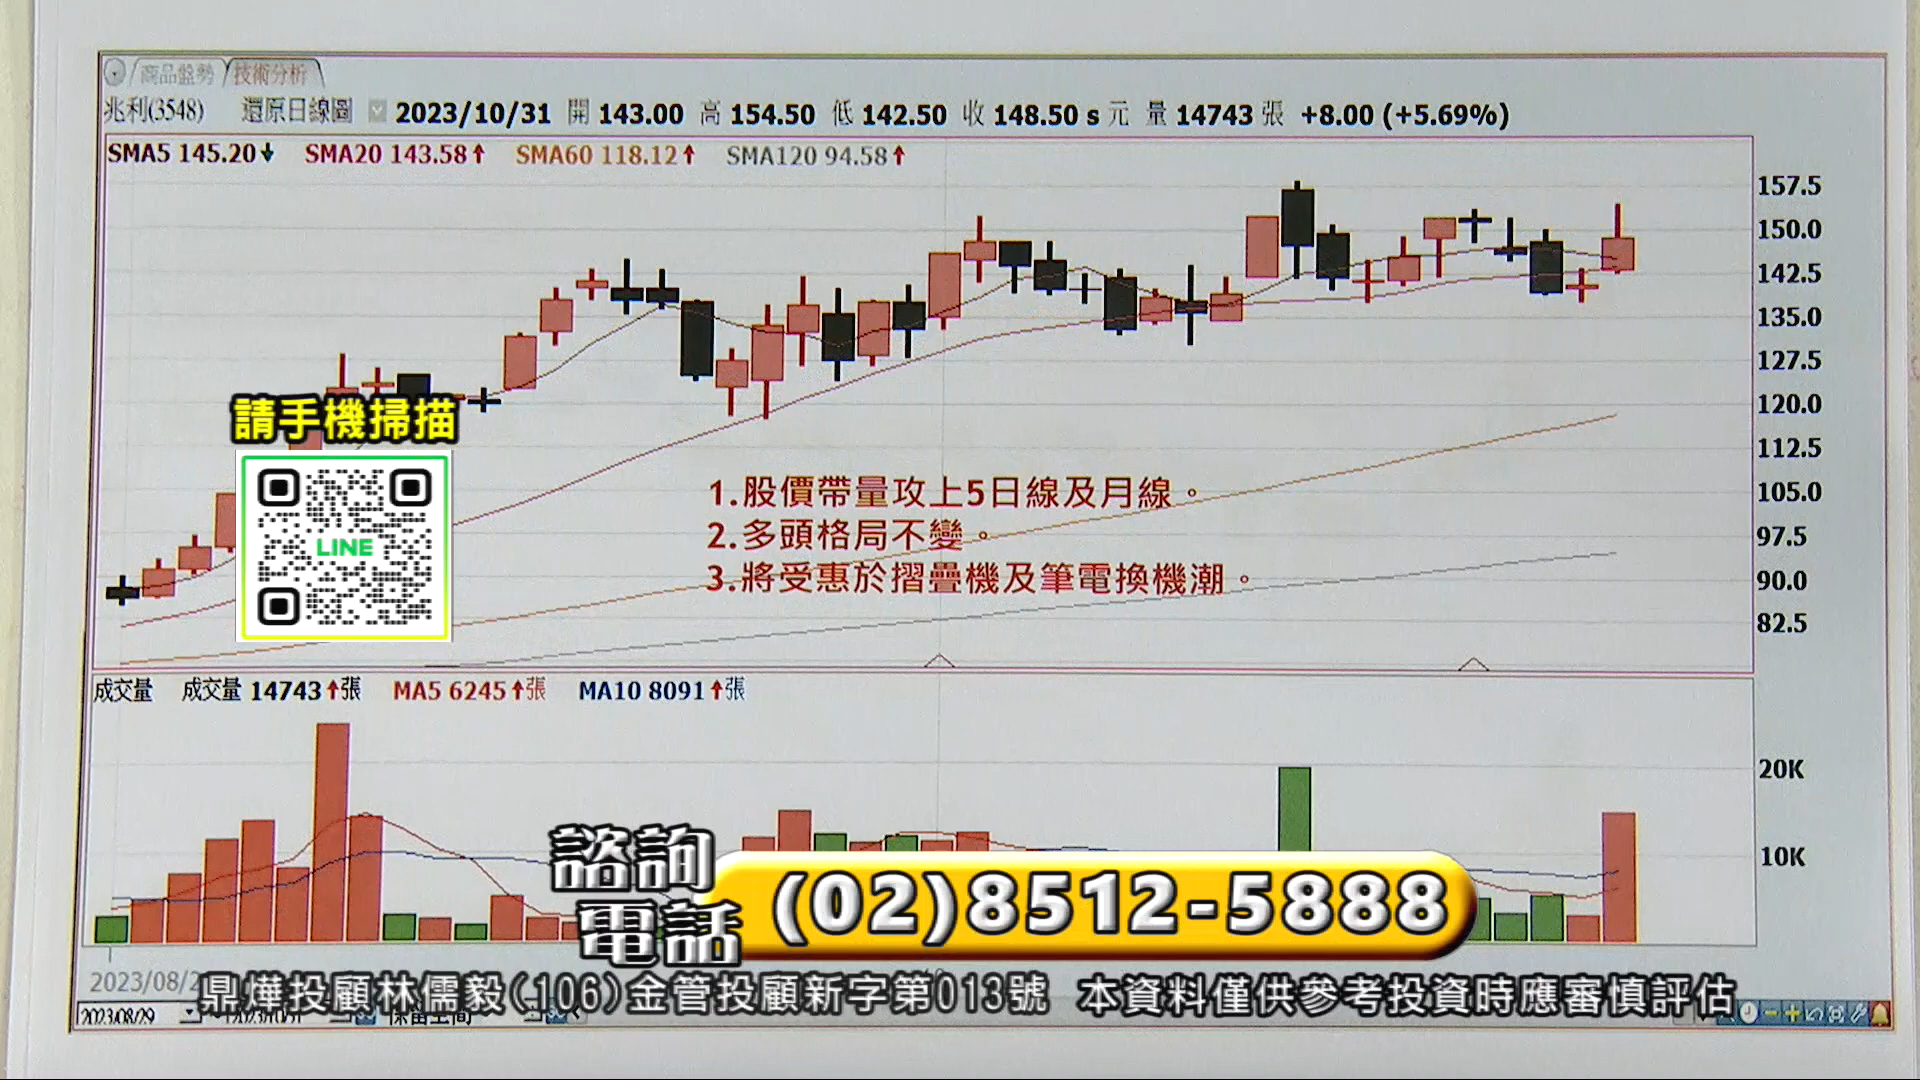 商品盤勢 技術分析
兆利(3548) 還原日線圖 2023/10/31 開 143.00 高 154.50 低 142.50 收 148.50 s 元 量 14743 張 +8.00 (+5.69%)
SMA5 145.20↓ SMA20 143.58↑ SMA60 118.12↑ SMA120 94.58↑
157.5
150.0
142.5
135.0
127.5
120.0
112.5
105.0
97.5
90.0
82.5
請手機掃描
LINE
1.股價帶量攻上5日線及月線。
2.多頭格局不變。
3.將受惠於摺疊機及筆電換機潮。
成交量 成交量 14743↑張 MA5 6245↑張 MA10 8091↑張
20K
10K
諮詢
電話
(02)8512-5888
2023/08/2
鼎燁投顧林儒毅(106)金管投顧新字第013號 本資料僅供參考投資時應審慎評估
2023/08/29